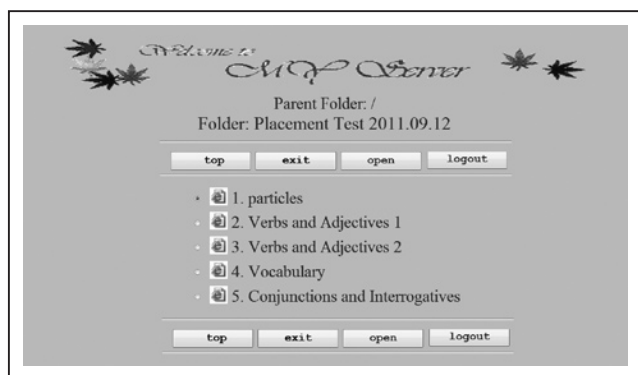 Welcome to
MY Server
Parent Folder: /
Folder: Placement Test 2011.09.12
top exit open logout
1. particles
2. Verbs and Adjectives 1
3. Verbs and Adjectives 2
4. Vocabulary
5. Conjunctions and Interrogatives
top exit open logout